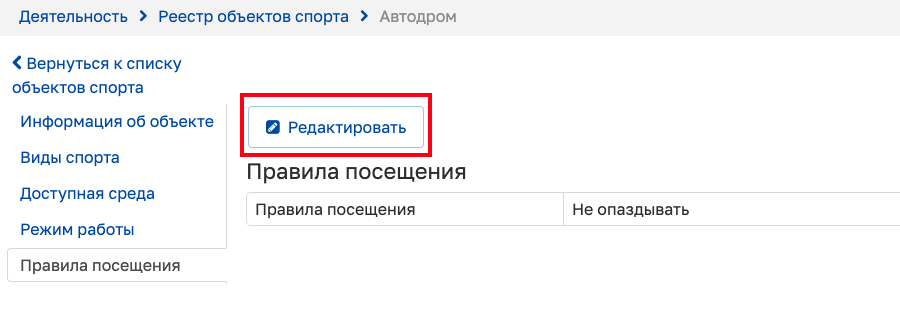 Деятельность > Реестр объектов спорта > Автодром
Вернуться к списку
объектов спорта
Информация об объекте
Виды спорта
Доступная среда
Режим работы
Правила посещения
Редактировать
Правила посещения
Правила посещения Не опаздывать